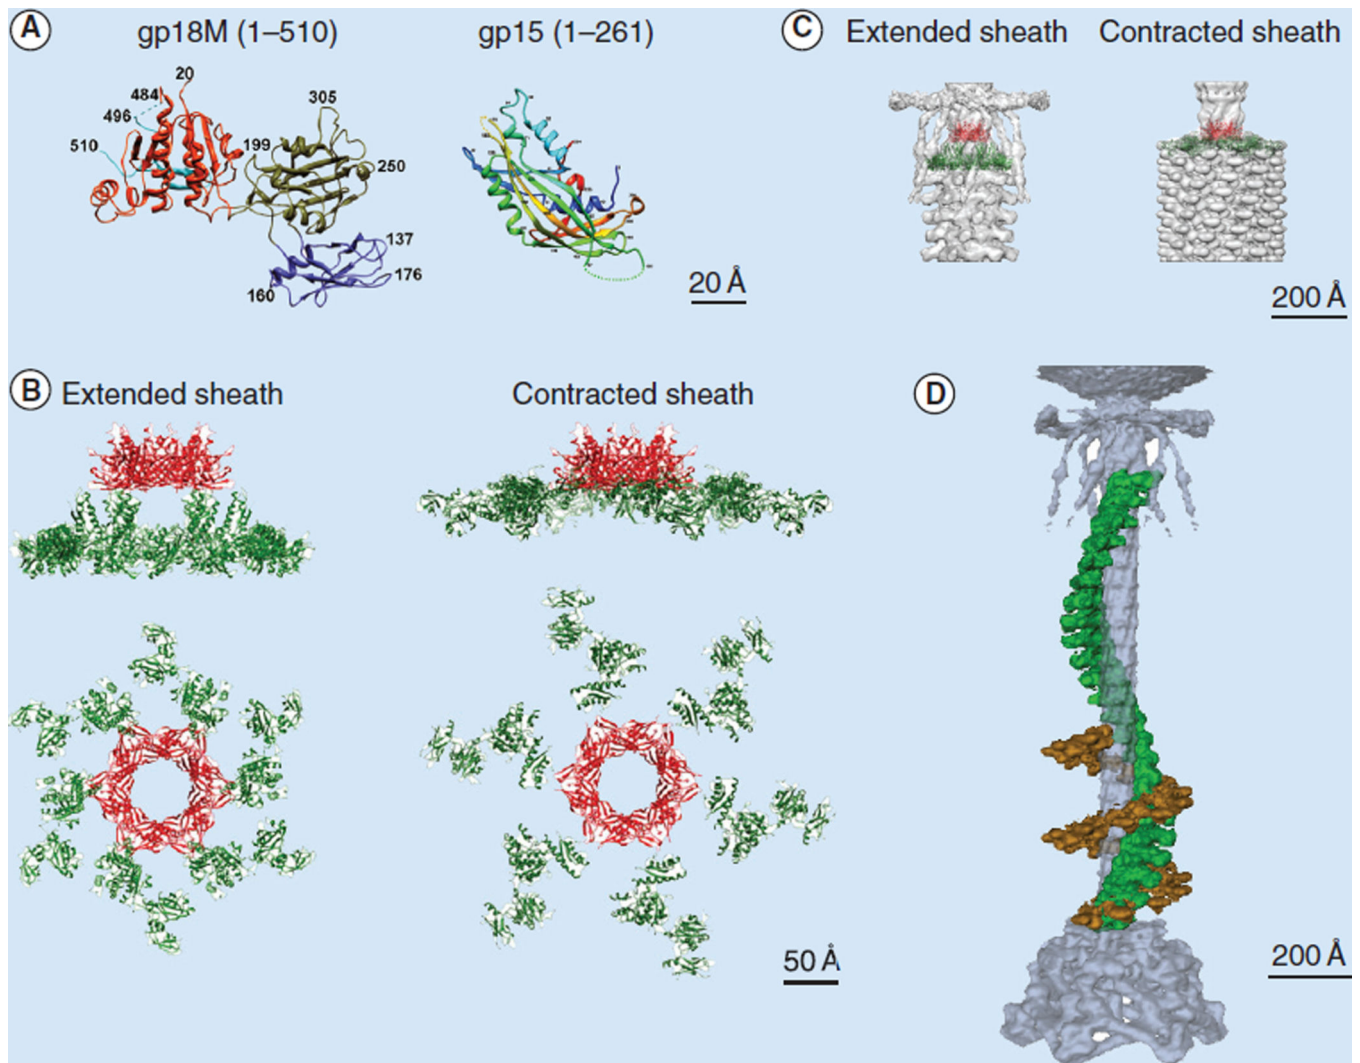 A
gp18M (1–510)
gp15 (1–261)
20
484
496
510
199
305
250
137
176
160
20 Å
C
Extended sheath
Contracted sheath
200 Å
B
Extended sheath
Contracted sheath
50 Å
D
200 Å